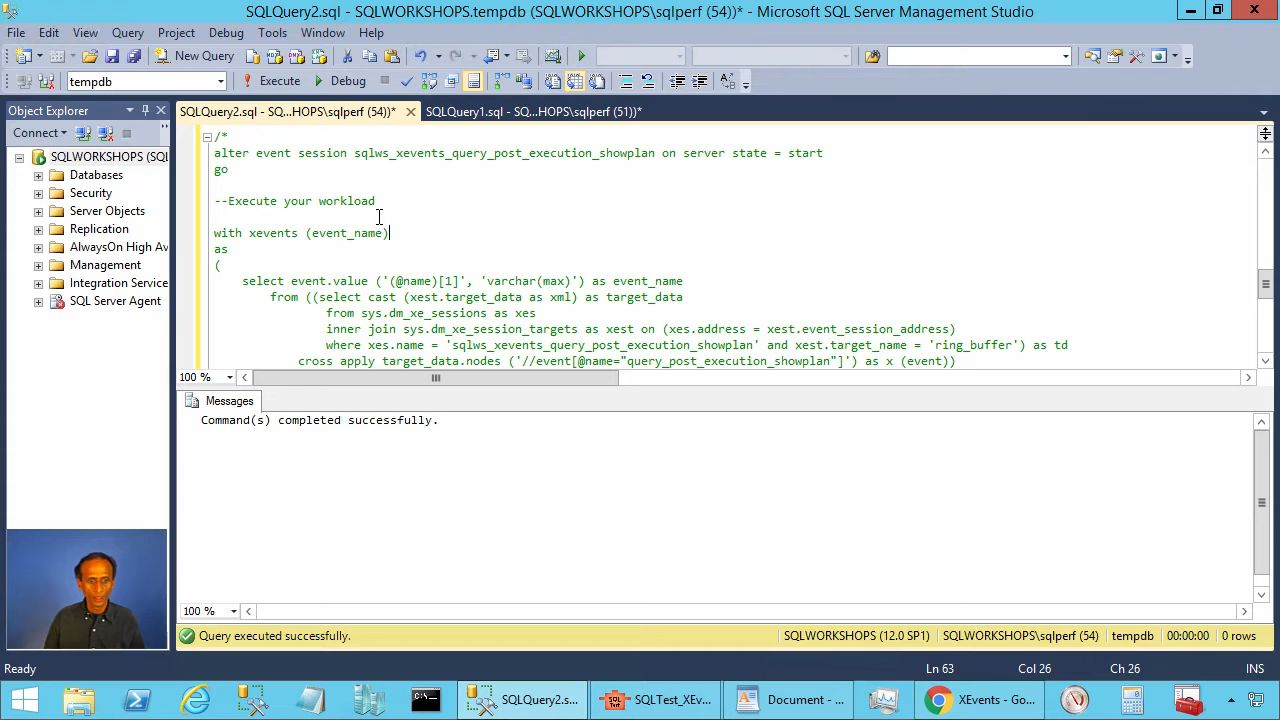 SQLQuery2.sql - SQLWORKSHOPS.tempdb (SQLWORKSHOPS\sqlperf (54))* - Microsoft SQL Server Management Studio
File Edit View Query Project Debug Tools Window Help
New Query
tempdb Execute Debug
Object Explorer
SQLQuery2.sql - SQ...HOPS\sqlperf (54))* SQLQuery1.sql - SQ...HOPS\sqlperf (51))*
Connect
SQLWORKSHOPS (SQL
Databases
Security
Server Objects
Replication
AlwaysOn High Av
Management
Integration Service
SQL Server Agent
/*
alter event session sqlws_xevents_query_post_execution_showplan on server state = start
go
--Execute your workload
with xevents (event_name)
as
(
select event.value ('(@name)[1]', 'varchar(max)') as event_name
from ((select cast (xest.target_data as xml) as target_data
from sys.dm_xe_sessions as xes
inner join sys.dm_xe_session_targets as xest on (xes.address = xest.event_session_address)
where xes.name = 'sqlws_xevents_query_post_execution_showplan' and xest.target_name = 'ring_buffer') as td
cross apply target_data.nodes ('//event[@name="query_post_execution_showplan"]') as x (event))
100 %
Messages
Command(s) completed successfully.
100 %
Query executed successfully. SQLWORKSHOPS (12.0 SP1) SQLWORKSHOPS\sqlperf (54) tempdb 00:00:00 0 rows
Ready Ln 63 Col 26 Ch 26 INS
SQLQuery2.s... SQLTest_XEv... Document - ... XEvents - Go...